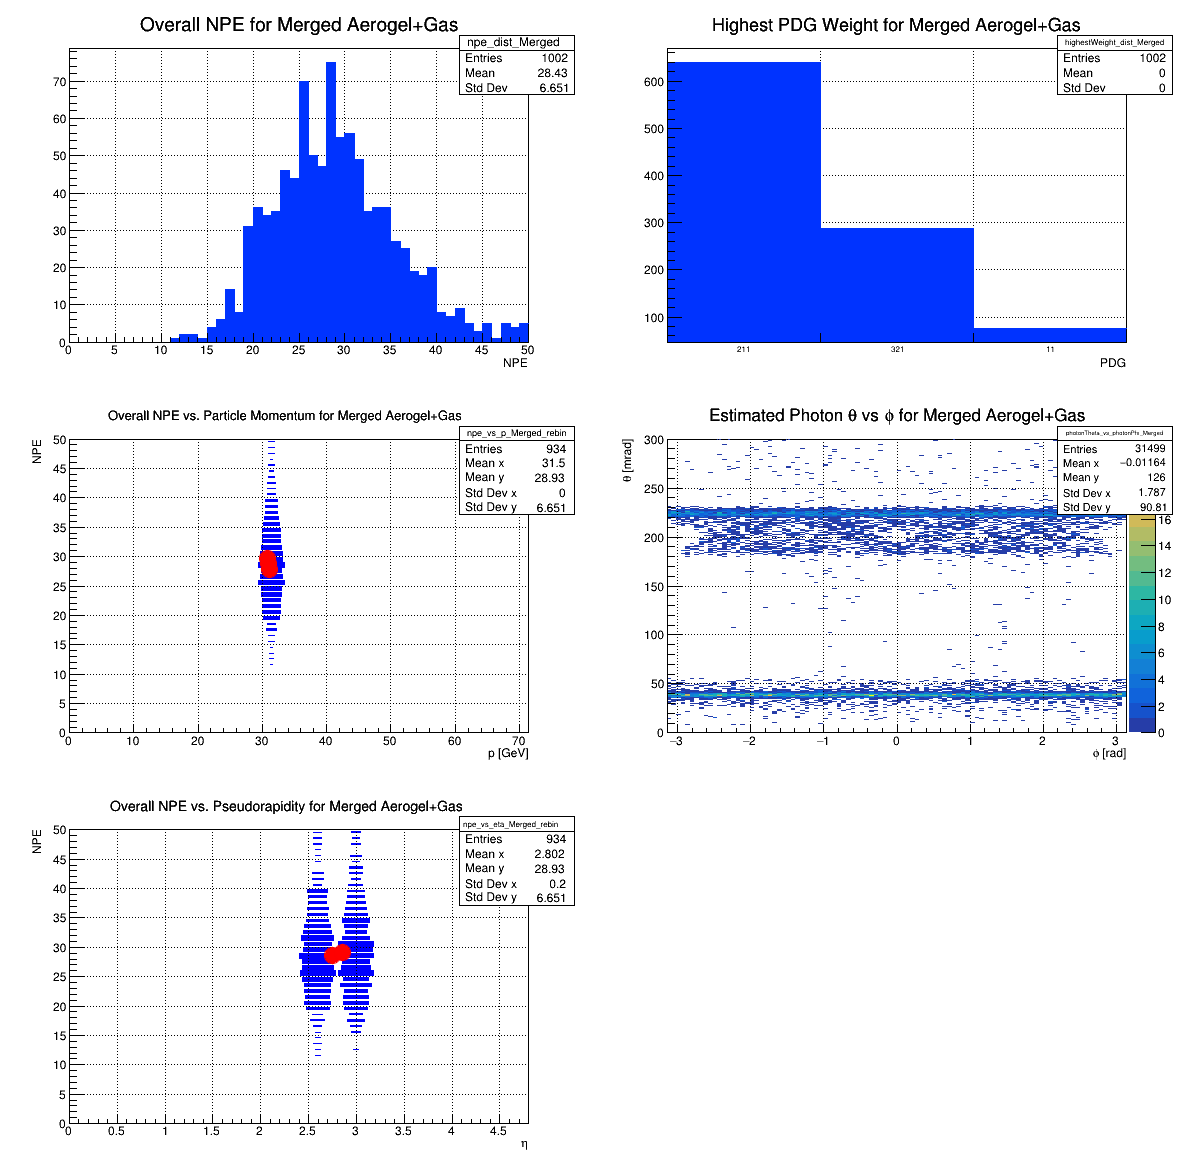 Overall NPE for Merged Aerogel+Gas
npe_dist_Merged
Entries 1002
Mean 28.43
Std Dev 6.651
70
60
50
40
30
20
10
0
0 5 10 15 20 25 30 35 40 45 50
NPE
Highest PDG Weight for Merged Aerogel+Gas
highestWeight_dist_Merged
Entries 1002
Mean 0
Std Dev 0
600
500
400
300
200
100
211 321 11
PDG
Overall NPE vs. Particle Momentum for Merged Aerogel+Gas
npe_vs_p_Merged_rebin
Entries 934
Mean x 31.5
Mean y 28.93
Std Dev x 0
Std Dev y 6.651
NPE
50
45
40
35
30
25
20
15
10
5
0
0 10 20 30 40 50 60 70
p [GeV]
Estimated Photon θ vs ϕ for Merged Aerogel+Gas
photonTheta_vs_photonPhi_Merged
Entries 31499
Mean x −0.01164
Mean y 126
Std Dev x 1.787
Std Dev y 90.81
θ [mrad]
300
250
200
150
100
50
0
−3 −2 −1 0 1 2 3
ϕ [rad]
16
14
12
10
8
6
4
2
0
Overall NPE vs. Pseudorapidity for Merged Aerogel+Gas
npe_vs_eta_Merged_rebin
Entries 934
Mean x 2.802
Mean y 28.93
Std Dev x 0.2
Std Dev y 6.651
NPE
50
45
40
35
30
25
20
15
10
5
0
0 0.5 1 1.5 2 2.5 3 3.5 4 4.5
η